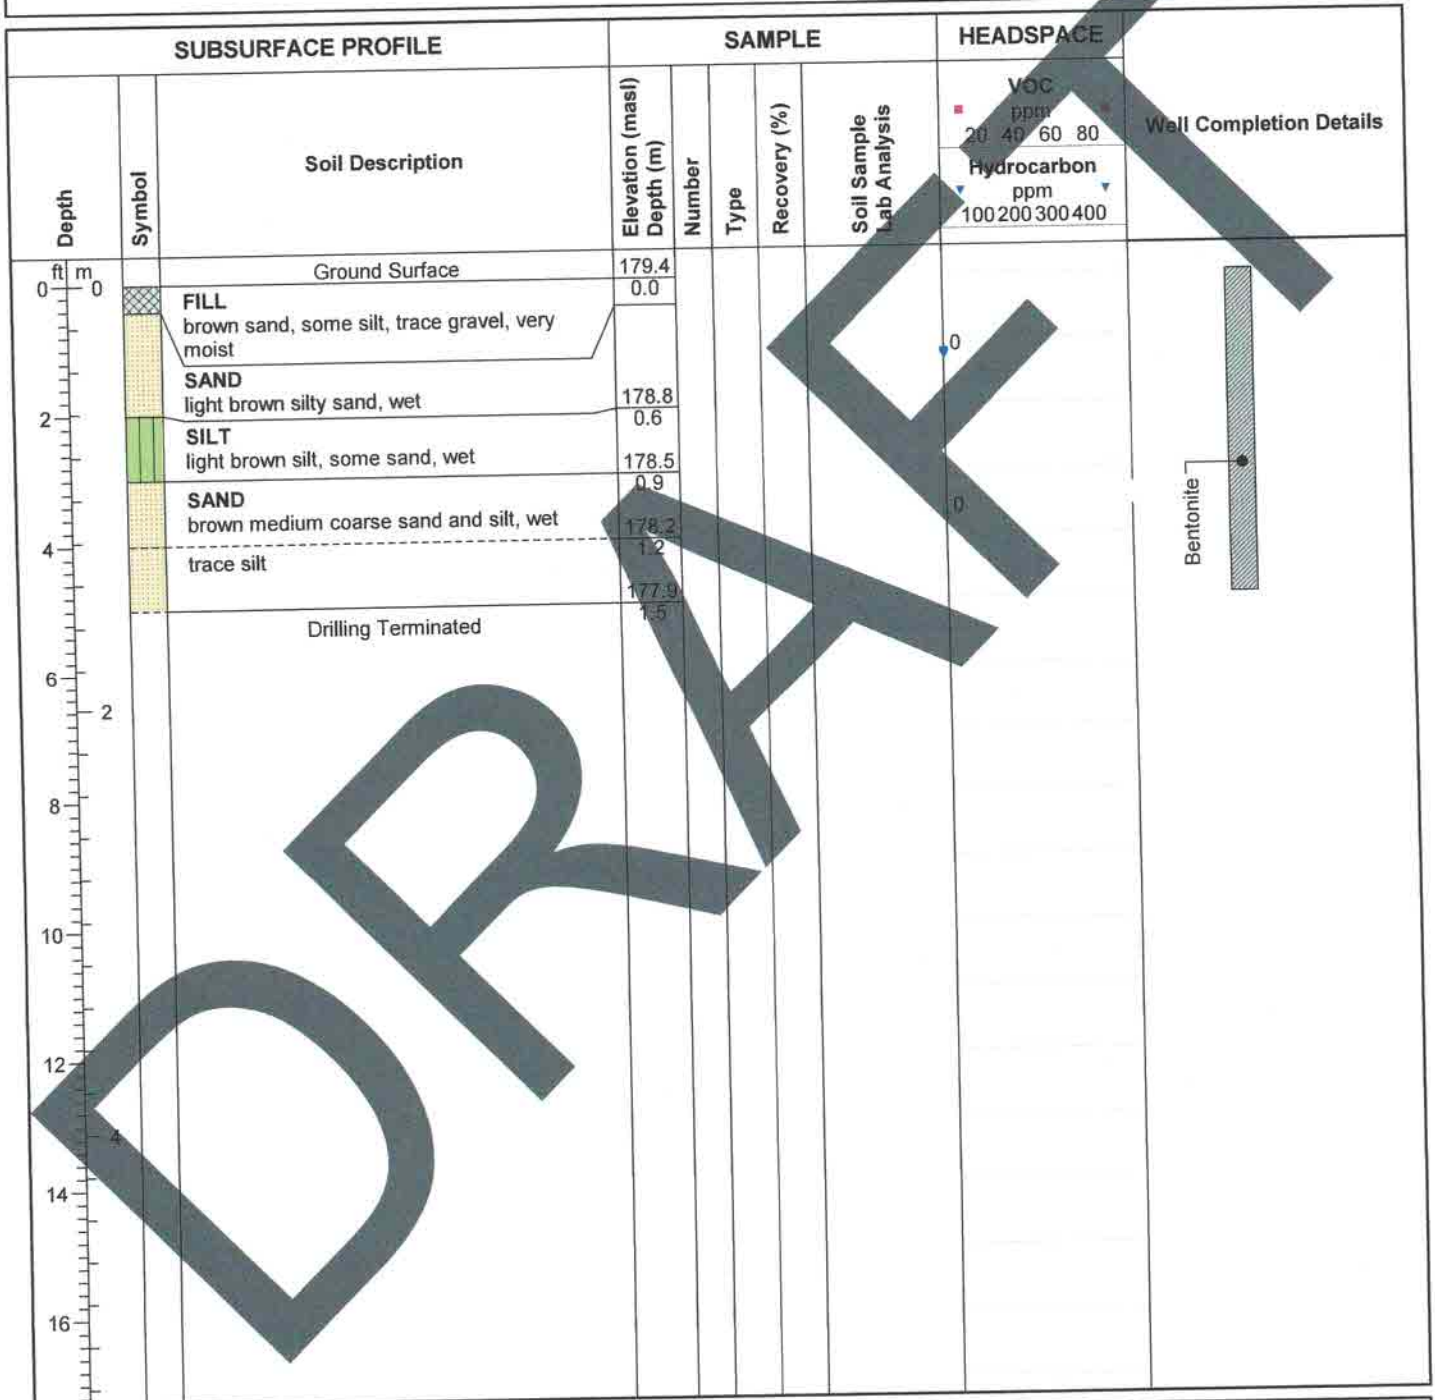 SUBSURFACE PROFILE
SAMPLE
HEADSPACE
Depth
Symbol
Soil Description
Elevation (masl)
Depth (m)
Number
Type
Recovery (%)
Soil Sample
Lab Analysis
VOC
ppm
20 40 60 80
Hydrocarbon
ppm
100 200 300 400
Well Completion Details
ft m
Ground Surface
179.4
0 0
0.0
FILL
brown sand, some silt, trace gravel, very
moist
0
SAND
light brown silty sand, wet
178.8
2
0.6
SILT
light brown silt, some sand, wet
178.5
0.9
SAND
brown medium coarse sand and silt, wet
178.2
0
Bentonite
4
1.2
trace silt
177.9
1.5
Drilling Terminated
6
2
8
10
12
4
14
16
DRAFT